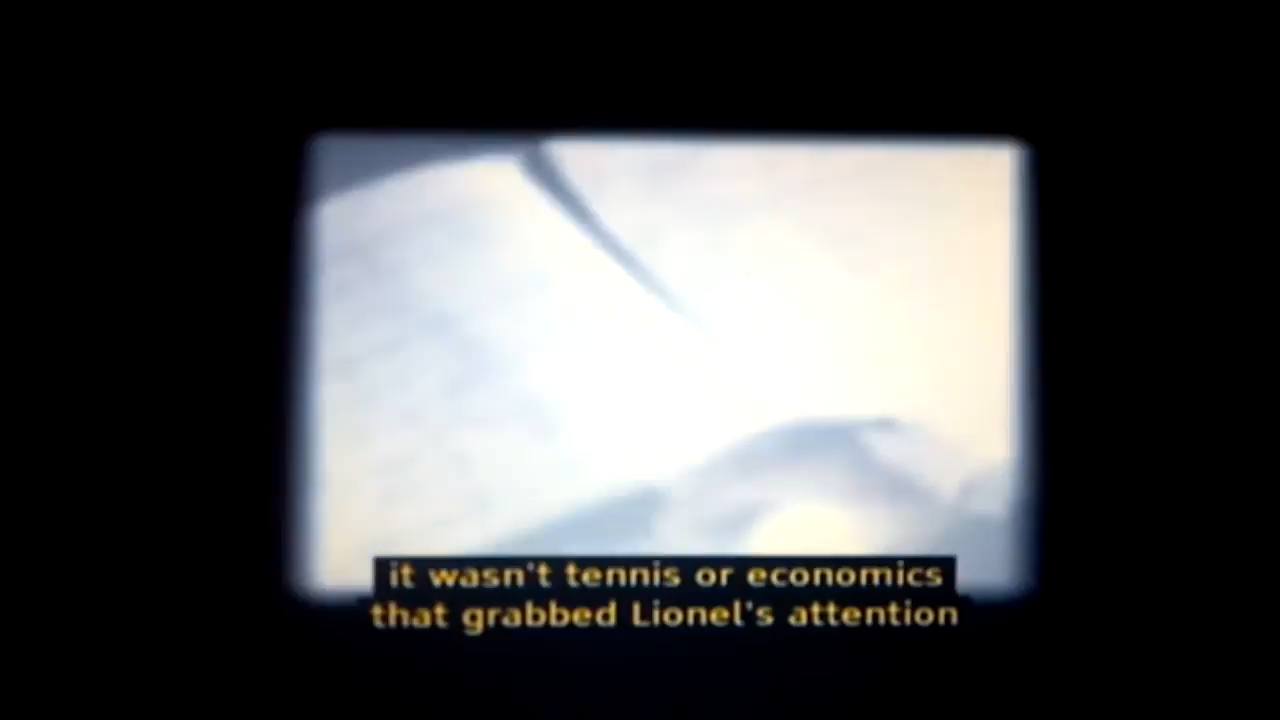 it wasn't tennis or economics
that grabbed Lionel's attention